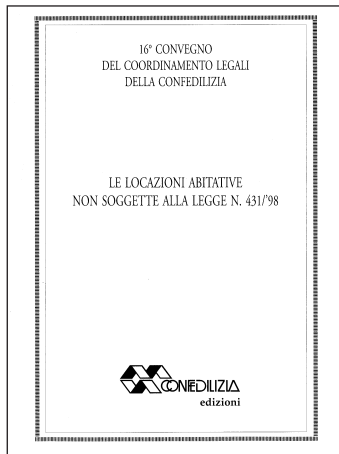 16° CONVEGNO
DEL COORDINAMENTO LEGALI
DELLA CONFEDILIZIA
LE LOCAZIONI ABITATIVE
NON SOGGETTE ALLA LEGGE N. 431/'98
CONFEDILIZIA
edizioni